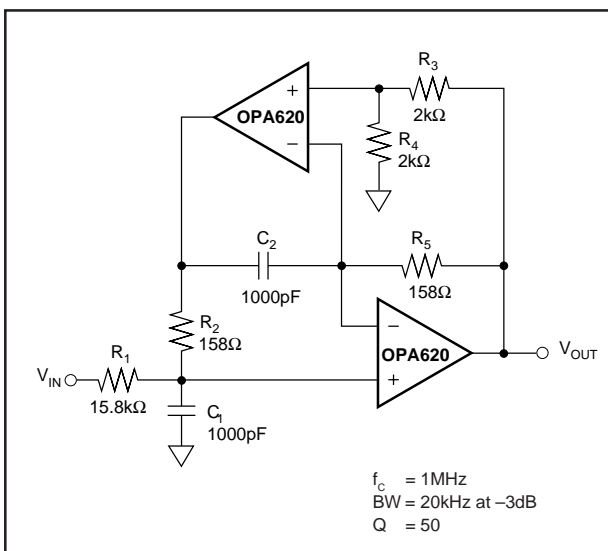 R3
2kΩ
+
OPA620
−
R4
2kΩ
C2
1000pF
R5
158Ω
R2
158Ω
−
OPA620
+
VOUT
R1
VIN
15.8kΩ
C1
1000pF
fc = 1MHz
BW = 20kHz at –3dB
Q = 50